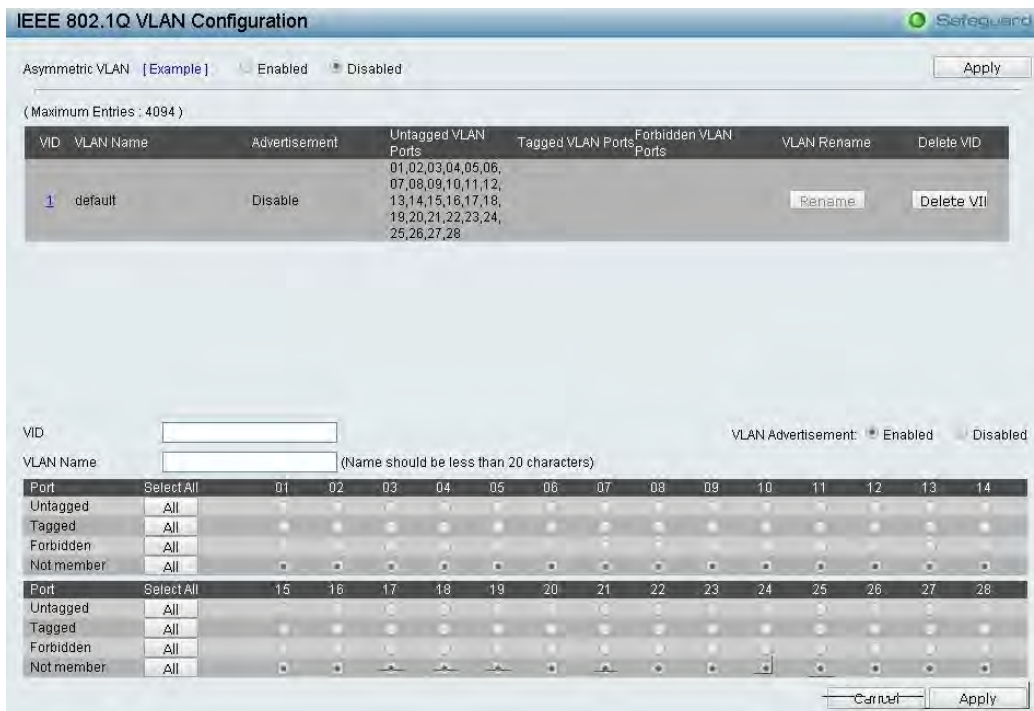 IEEE 802.1Q VLAN Configuration
Safeguard
Asymmetric VLAN [Example] Enabled Disabled
Apply
(Maximum Entries : 4094)
VID VLAN Name Advertisement Untagged VLAN Ports Tagged VLAN Ports Forbidden VLAN Ports VLAN Rename Delete VID
01,02,03,04,05,06,
07,08,09,10,11,12,
1 default Disable 13,14,15,16,17,18, Rename Delete VII
19,20,21,22,23,24,
25,26,27,28
VID
VLAN Advertisement: Enabled Disabled
VLAN Name (Name should be less than 20 characters)
Port Select All 01 02 03 04 05 06 07 08 09 10 11 12 13 14
Untagged All
Tagged All
Forbidden All
Not member All
Port Select All 15 16 17 18 19 20 21 22 23 24 25 26 27 28
Untagged All
Tagged All
Forbidden All
Not member All
Cancel Apply